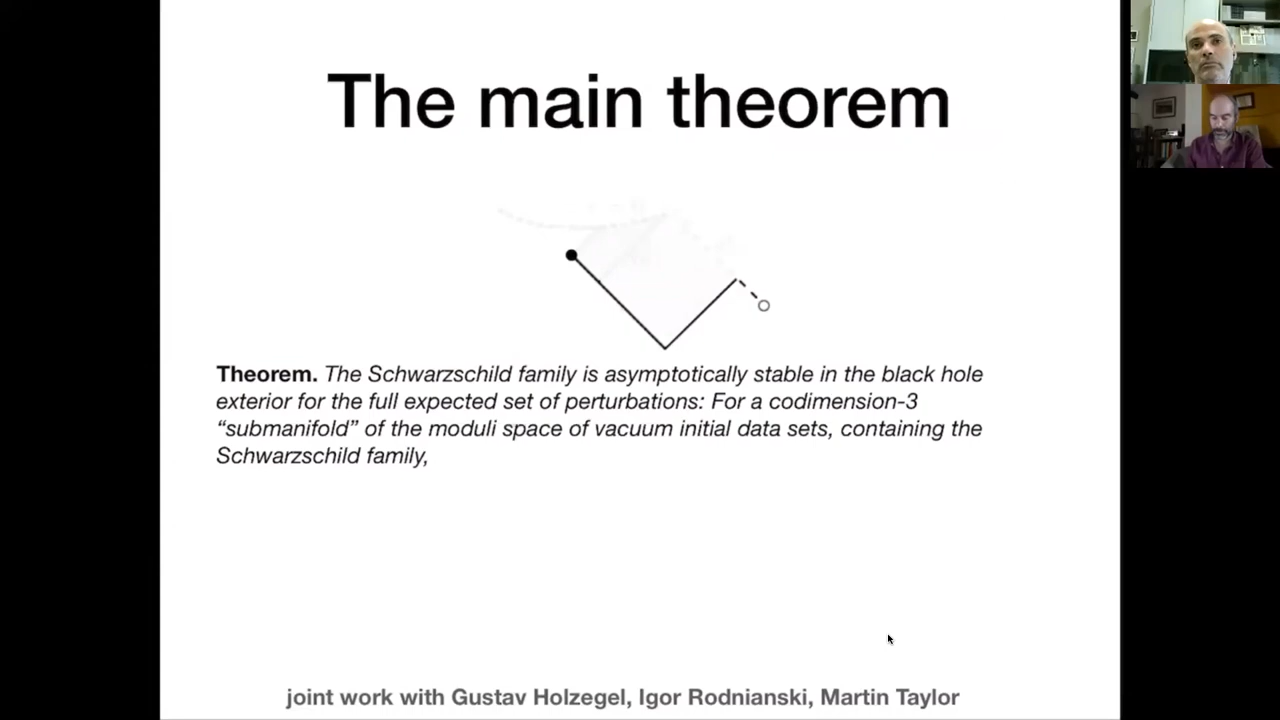 The main theorem
Theorem. The Schwarzschild family is asymptotically stable in the black hole
exterior for the full expected set of perturbations: For a codimension-3
“submanifold” of the moduli space of vacuum initial data sets, containing the
Schwarzschild family,
joint work with Gustav Holzegel, Igor Rodnianski, Martin Taylor